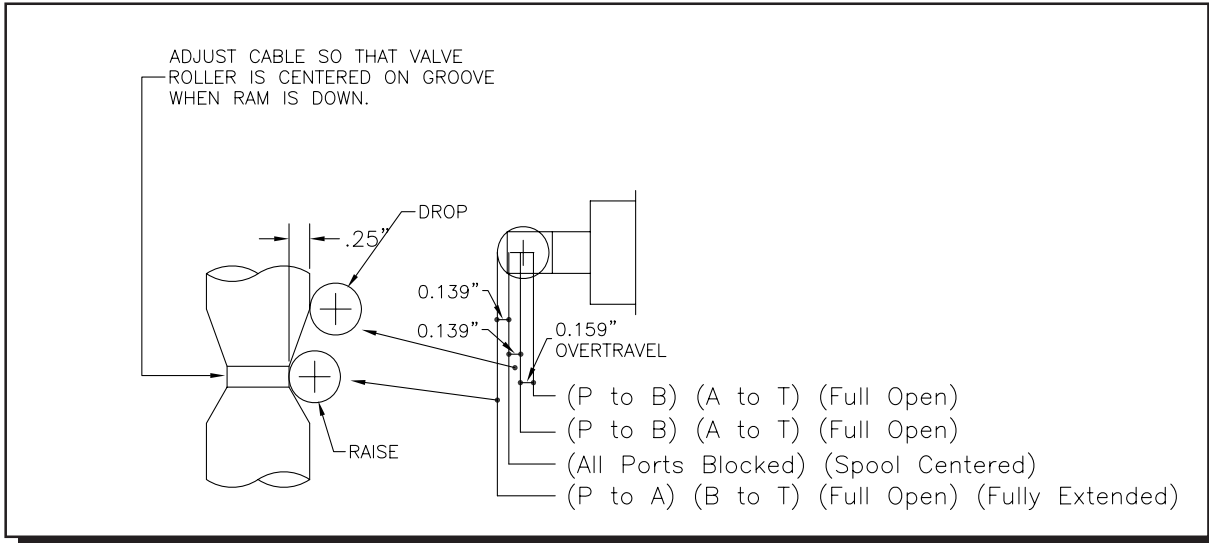 ADJUST CABLE SO THAT VALVE
ROLLER IS CENTERED ON GROOVE
WHEN RAM IS DOWN.
DROP
.25”
0.139”
0.139”
0.159”
OVERTRAVEL
(P to B) (A to T) (Full Open)
(P to B) (A to T) (Full Open)
RAISE
(All Ports Blocked) (Spool Centered)
(P to A) (B to T) (Full Open) (Fully Extended)